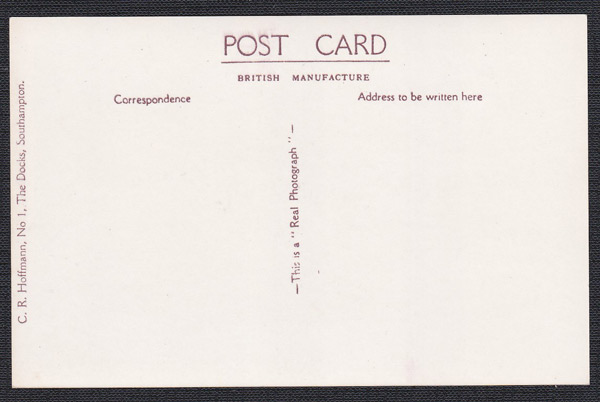 POST CARD
BRITISH MANUFACTURE
Correspondence
Address to be written here
—This is a "Real Photograph"—
C. R. Hoffmann, No 1, The Docks, Southampton.